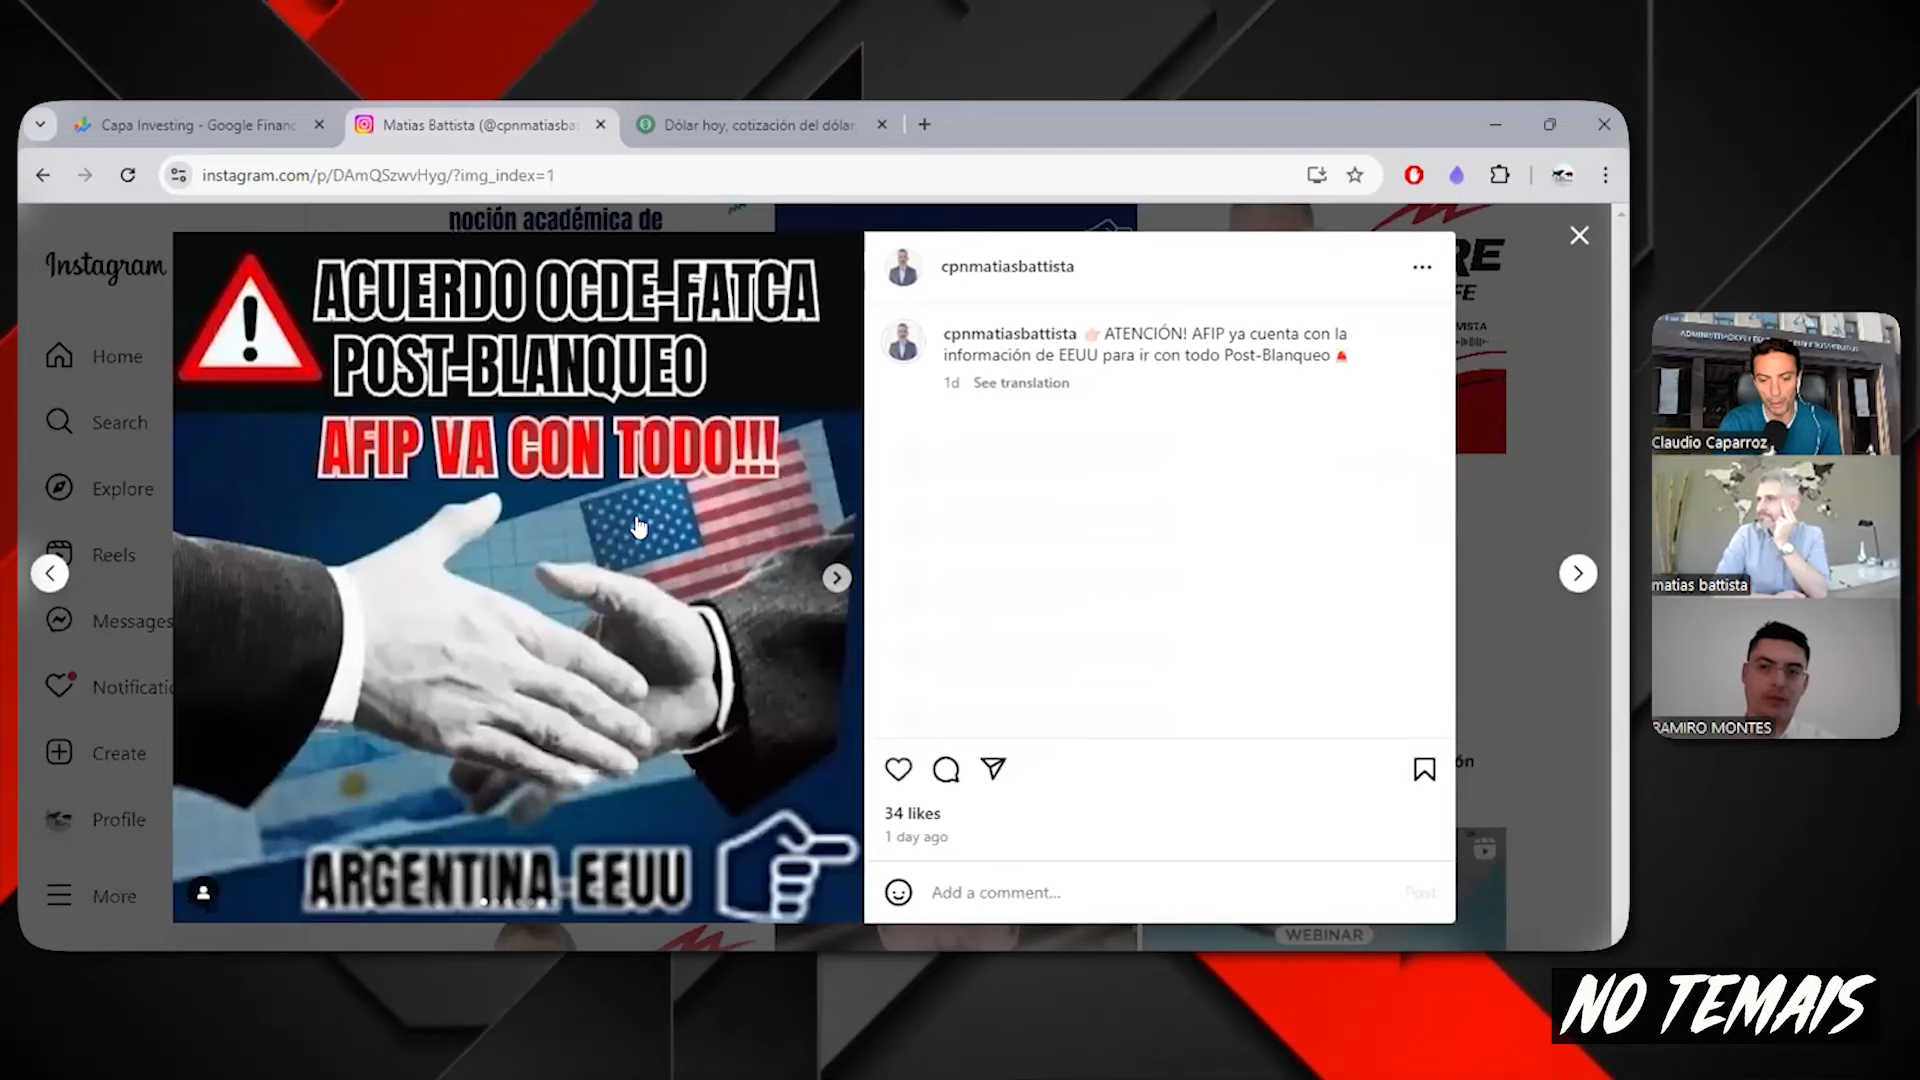 Capa Investing - Google Financ
Matias Battista (@cpnmatiasba
Dólar hoy, cotización del dólar,
instagram.com/p/DAmQSzwvHyg/?img_index=1
noción académica de
RE
FE
Instagram
Home
Search
Explore
Reels
Messages
Notificatio
Create
Profile
More
ACUERDO OCDE-FATCA
POST-BLANQUEO
AFIP VA CON TODO!!!
ARGENTINA-EEUU
cpnmatiasbattista
cpnmatiasbattista ATENCIÓN! AFIP ya cuenta con la
información de EEUU para ir con todo Post-Blanqueo
1d See translation
34 likes
1 day ago
Add a comment...
Post
WEBINAR
Claudio Caparroz
matias battista
RAMIRO MONTES
NO TEMAIS